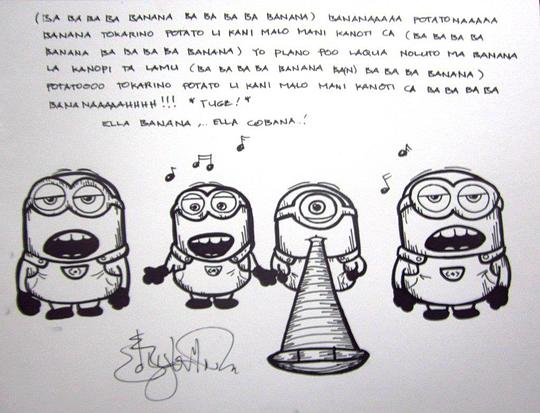 (BA BA BA BA BANANA BA BA BA BA BANANA) BANANAAAAA POTATONAAAAA
BANANA TOKARINO POTATO LI KANI MALO MANI KANOTI CA (BA BA BA BA
BANANA BA BA BA BA BA BANANA) YO PLANO POO LAQUA NOLUTO MA BANANA
LA KANOPI TA LAMU (BA BA BA BA BANANA BA(N) BA BA BA BA BANANA)
POTATOOOO TOKARINO POTATO LI KANI MALO MANI KANOTI CA BA BA BA BA
BANANAAAAAHHHH!!! * TUGE! *
ELLA BANANA ,.. ELLA COBANA..!